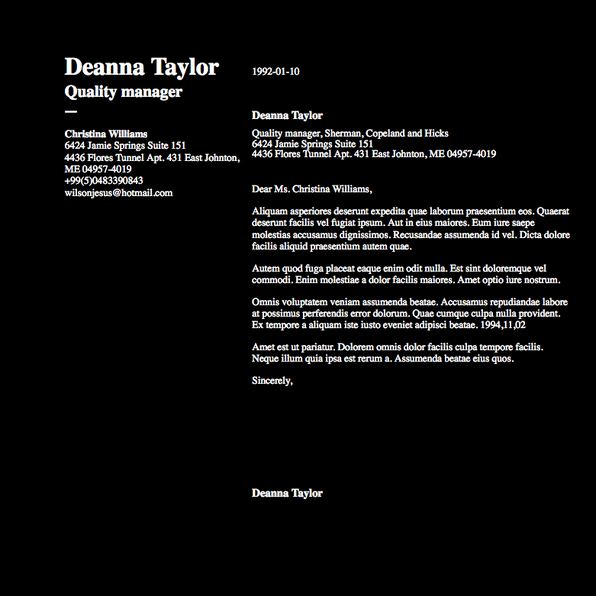 Deanna Taylor
Quality manager
—
Christina Williams
6424 Jamie Springs Suite 151
4436 Flores Tunnel Apt. 431 East Johnton,
ME 04957-4019
+99(5)0483390843
wilsonjesus@hotmail.com
1992-01-10
Deanna Taylor
Quality manager, Sherman, Copeland and Hicks
6424 Jamie Springs Suite 151
4436 Flores Tunnel Apt. 431 East Johnton, ME 04957-4019
Dear Ms. Christina Williams,
Aliquam asperiores deserunt expedita quae laborum praesentium eos. Quaerat
deserunt facilis vel fugiat ipsum. Aut in eius maiores. Eum iure saepe
molestias accusamus dignissimos. Recusandae assumenda id vel. Dicta dolore
facilis aliquid praesentium autem quae.
Autem quod fuga placeat eaque enim odit nulla. Est sint doloremque vel
commodi. Enim molestiae a dolor facilis maiores. Amet optio iure nostrum.
Omnis voluptatem veniam assumenda beatae. Accusamus repudiandae labore
at possimus perferendis error dolorum. Quae cumque culpa nulla provident.
Ex tempore a aliquam iste iusto eveniet adipisci beatae. 1994,11,02
Amet est ut pariatur. Dolorem omnis dolor facilis culpa tempore facilis.
Neque illum quia ipsa est rerum a. Assumenda beatae eius quos.
Sincerely,
Deanna Taylor